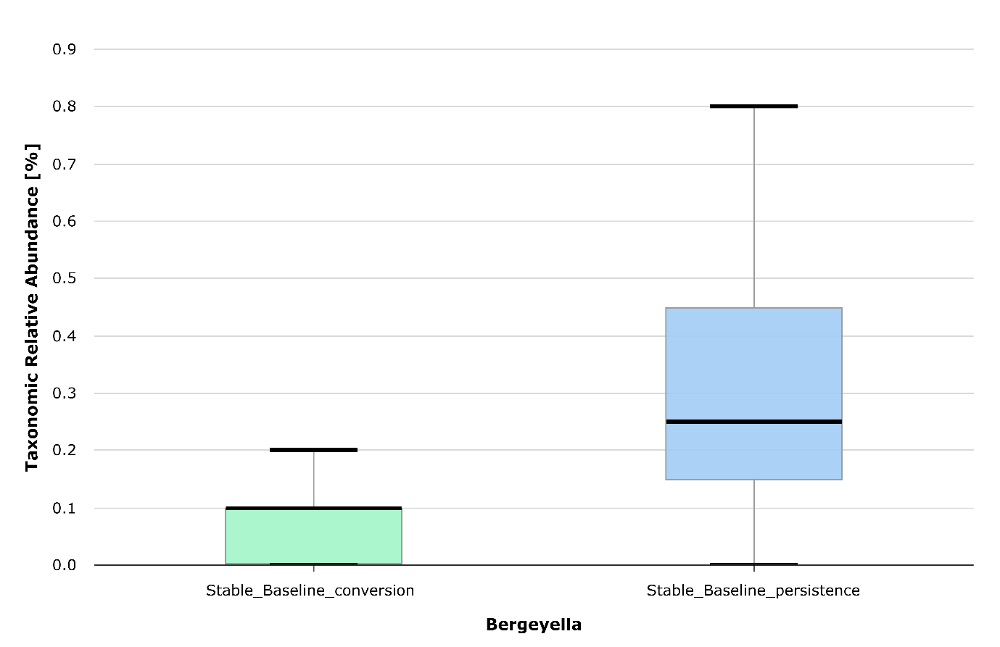 0.9
0.8
0.7
0.6
0.5
0.4
0.3
0.2
0.1
0.0
Taxonomic Relative Abundance [%]
Stable_Baseline_conversion
Stable_Baseline_persistence
Bergeyella